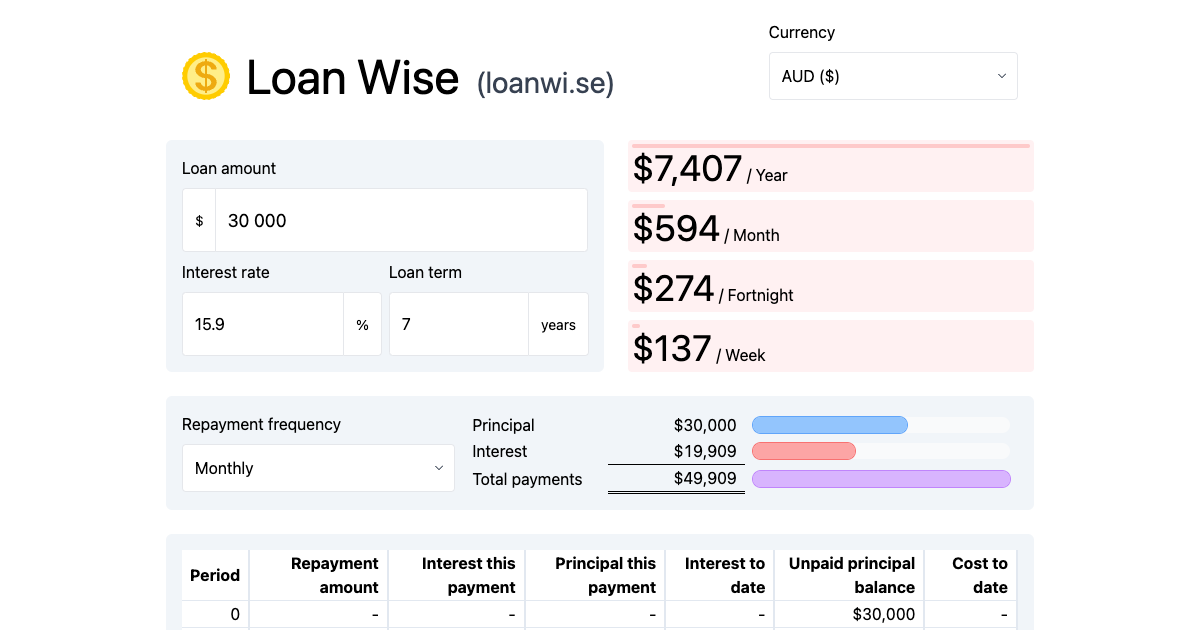 Currency
$ Loan Wise (loanwi.se)
AUD ($)
Loan amount
$ 30 000
Interest rate Loan term
15.9 % 7 years
$7,407 / Year
$594 / Month
$274 / Fortnight
$137 / Week
Repayment frequency
Monthly
Principal $30,000
Interest $19,909
Total payments $49,909
Period Repayment amount Interest this payment Principal this payment Interest to date Unpaid principal balance Cost to date
0 - - - - $30,000 -